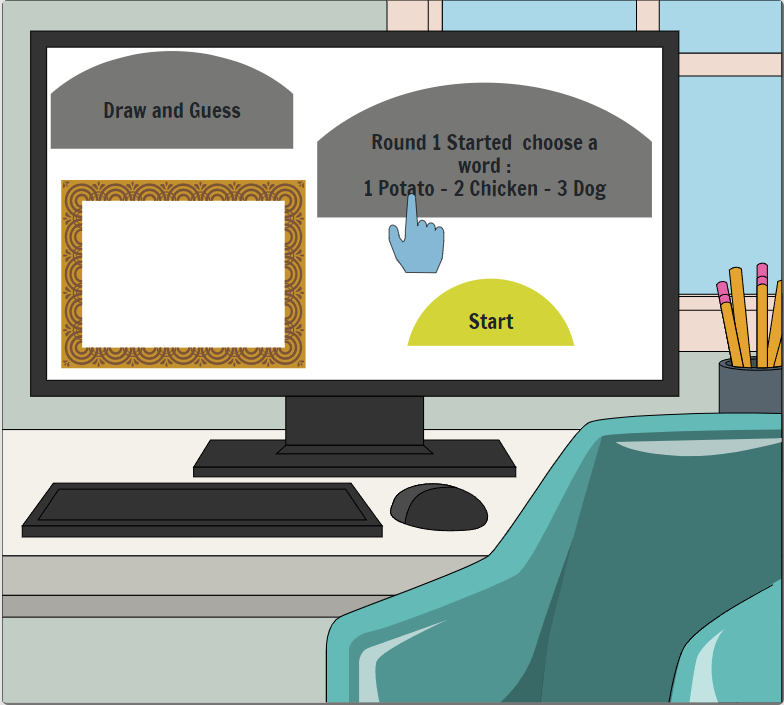 Draw and Guess
Round 1 Started choose a
word :
1 Potato - 2 Chicken - 3 Dog
Start